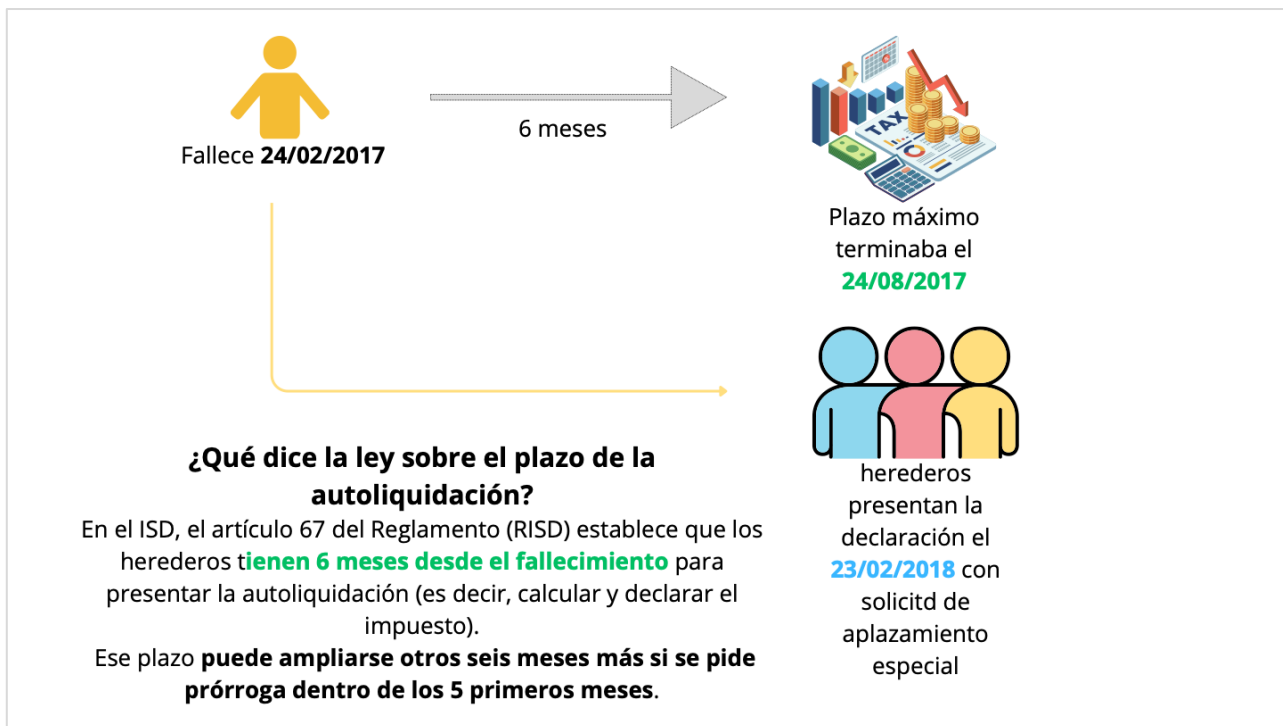 6 meses
Fallece 24/02/2017
TAX
Plazo máximo
terminaba el
24/08/2017
¿Qué dice la ley sobre el plazo de la
autoliquidación?
En el ISD, el artículo 67 del Reglamento (RISD) establece que los
herederos tienen 6 meses desde el fallecimiento para
presentar la autoliquidación (es decir, calcular y declarar el
impuesto).
Ese plazo puede ampliarse otros seis meses más si se pide
prórroga dentro de los 5 primeros meses.
herederos
presentan la
declaración el
23/02/2018 con
solicitd de
aplazamiento
especial